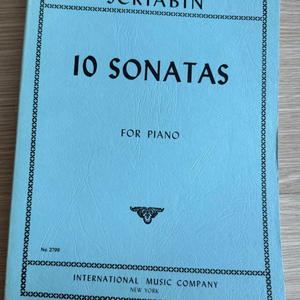 SCRIABIN
10 SONATAS
FOR PIANO
No. 2799
INTERNATIONAL MUSIC COMPANY
NEW YORK